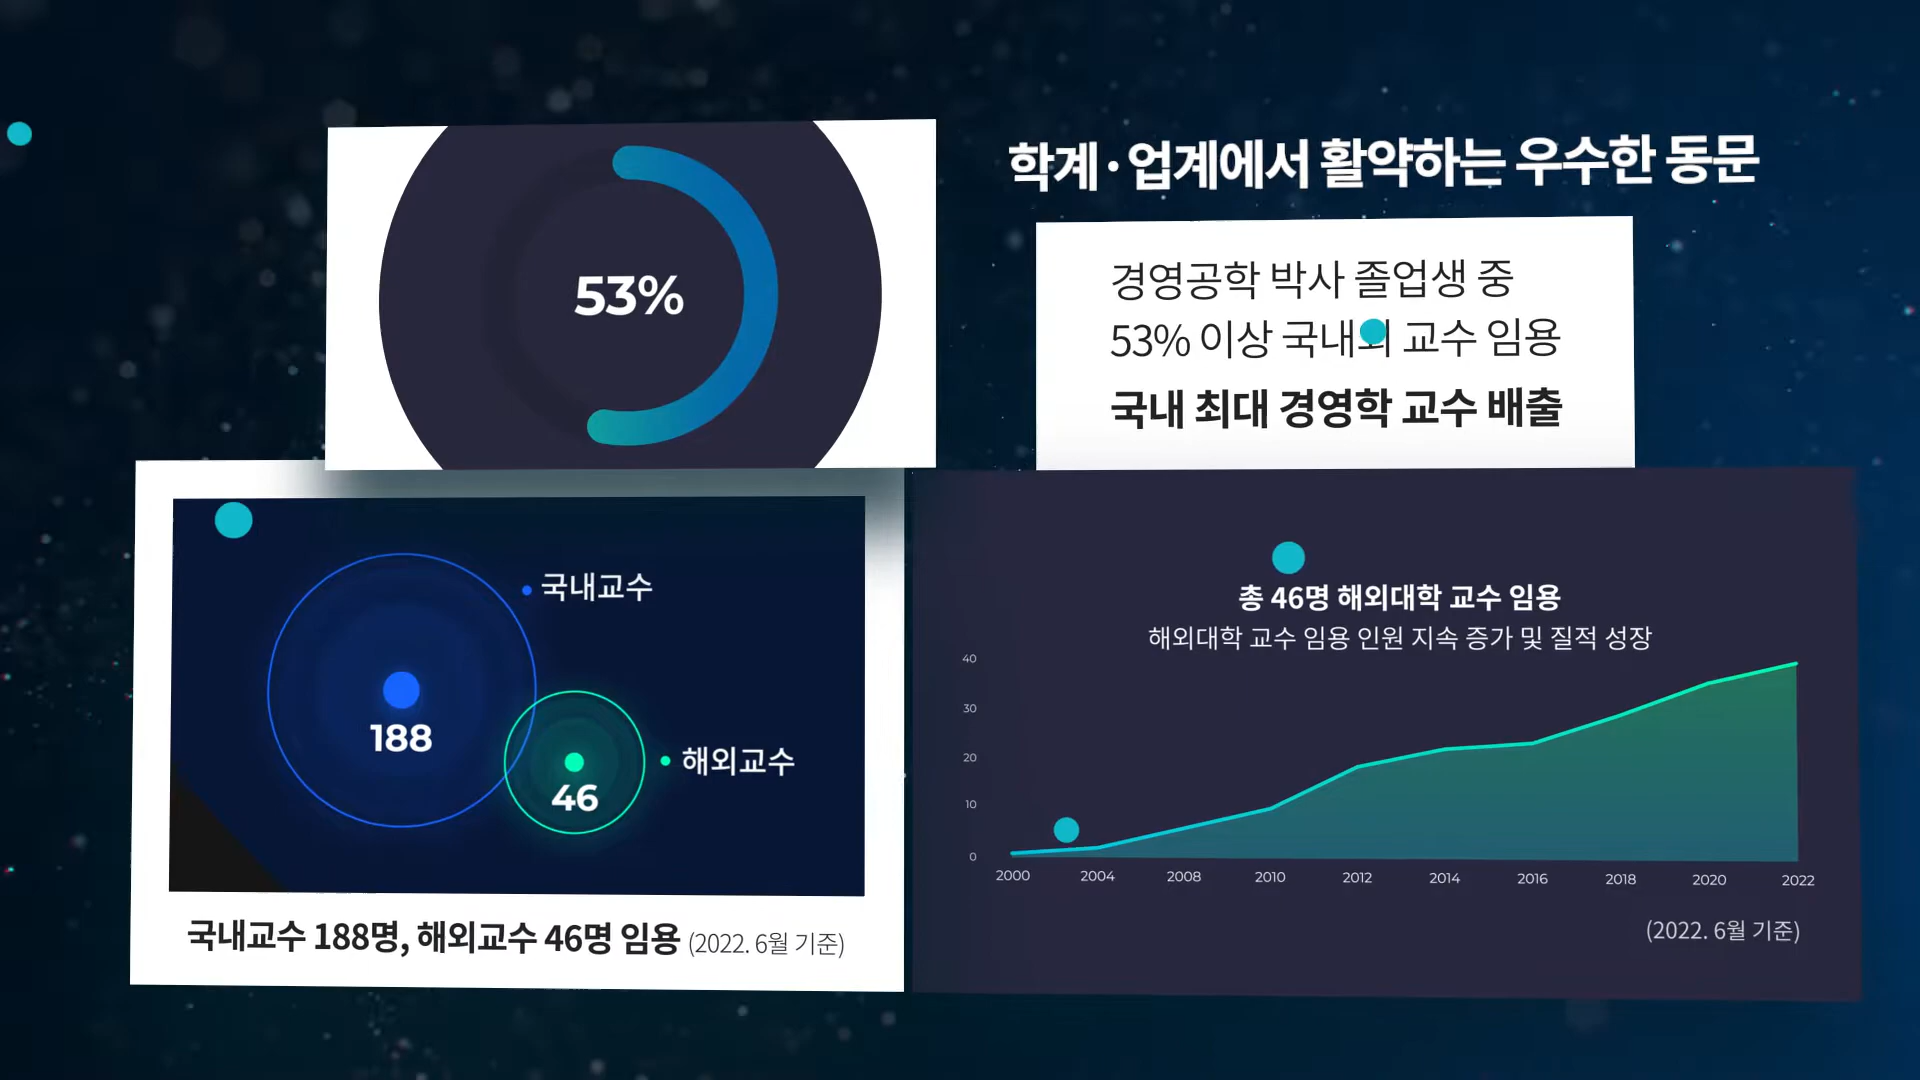 학계·업계에서 활약하는 우수한 동문
53%
경영공학 박사 졸업생 중
53% 이상 국내외 교수 임용
국내 최대 경영학 교수 배출
국내교수
188
해외교수
46
국내교수 188명, 해외교수 46명 임용 (2022. 6월 기준)
총 46명 해외대학 교수 임용
해외대학 교수 임용 인원 지속 증가 및 질적 성장
40
30
20
10
0
2000 2004 2008 2010 2012 2014 2016 2018 2020 2022
(2022. 6월 기준)